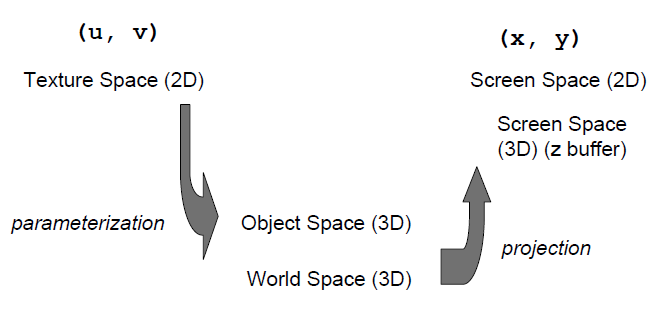 (u, v)
Texture Space (2D)
(x, y)
Screen Space (2D)
Screen Space
(3D) (z buffer)
parameterization
Object Space (3D)
World Space (3D)
projection